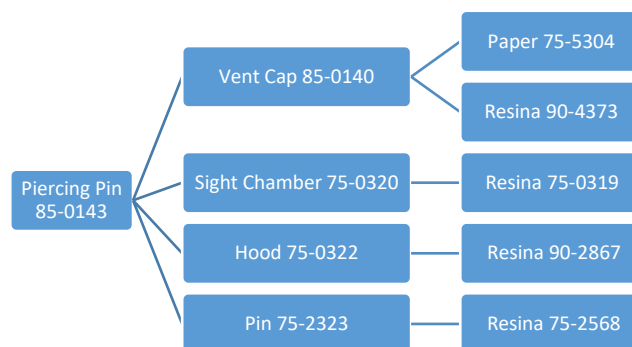 Piercing Pin
85-0143
Vent Cap 85-0140
Paper 75-5304
Resina 90-4373
Sight Chamber 75-0320
Resina 75-0319
Hood 75-0322
Resina 90-2867
Pin 75-2323
Resina 75-2568